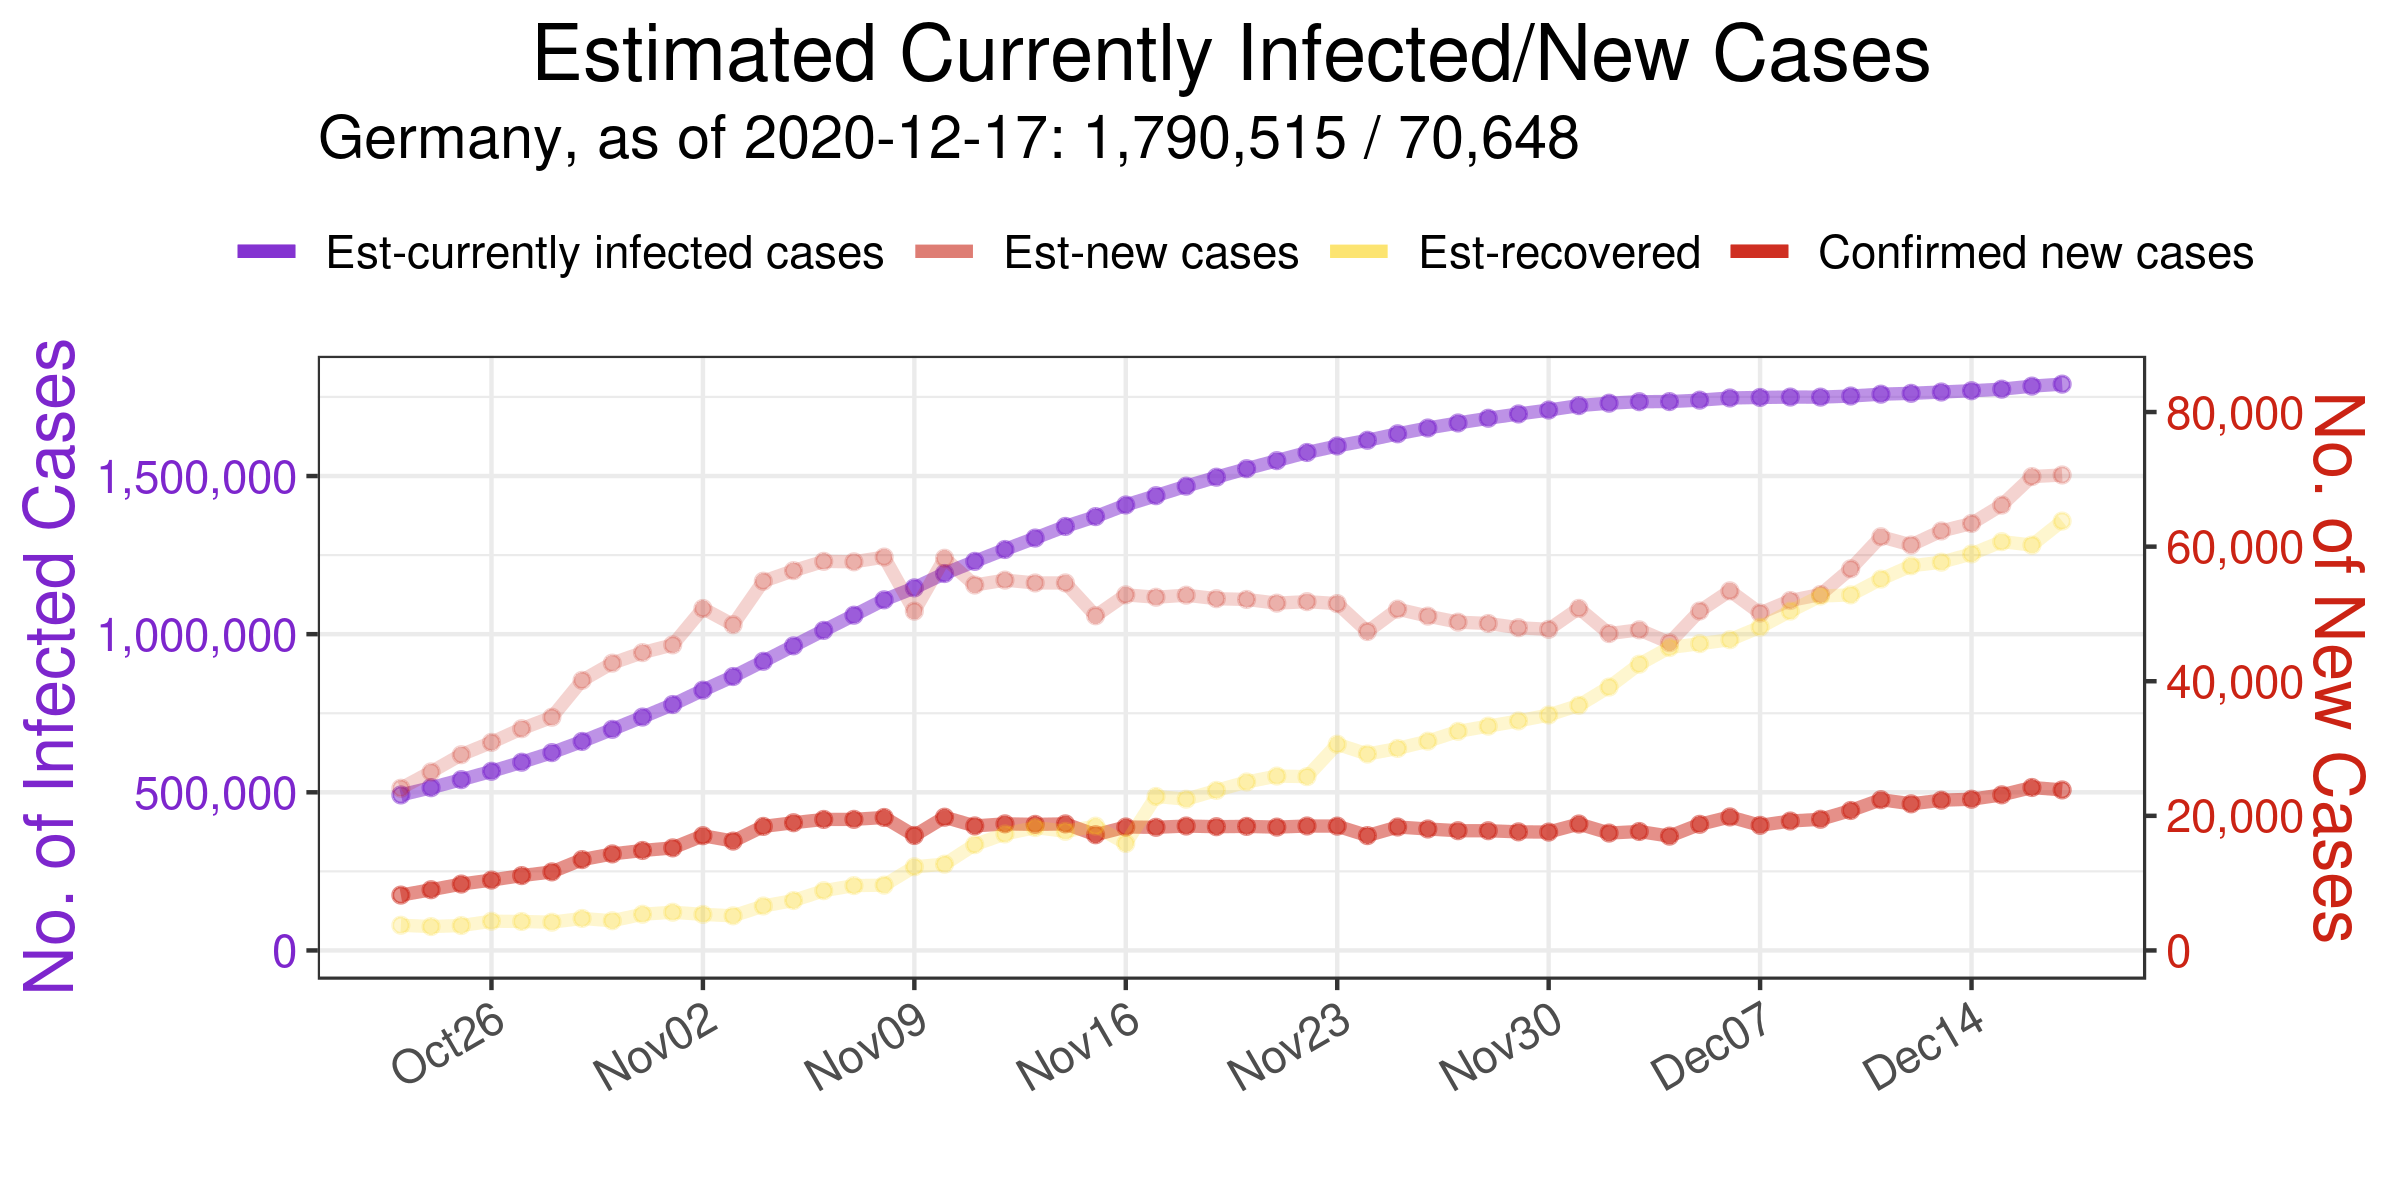 Estimated Currently Infected/New Cases
Germany, as of 2020-12-17: 1,790,515 / 70,648
Est-currently infected cases Est-new cases Est-recovered Confirmed new cases
No. of Infected Cases
1,500,000
1,000,000
500,000
0
80,000
60,000
40,000
20,000
0
No. of New Cases
Oct26 Nov02 Nov09 Nov16 Nov23 Nov30 Dec07 Dec14